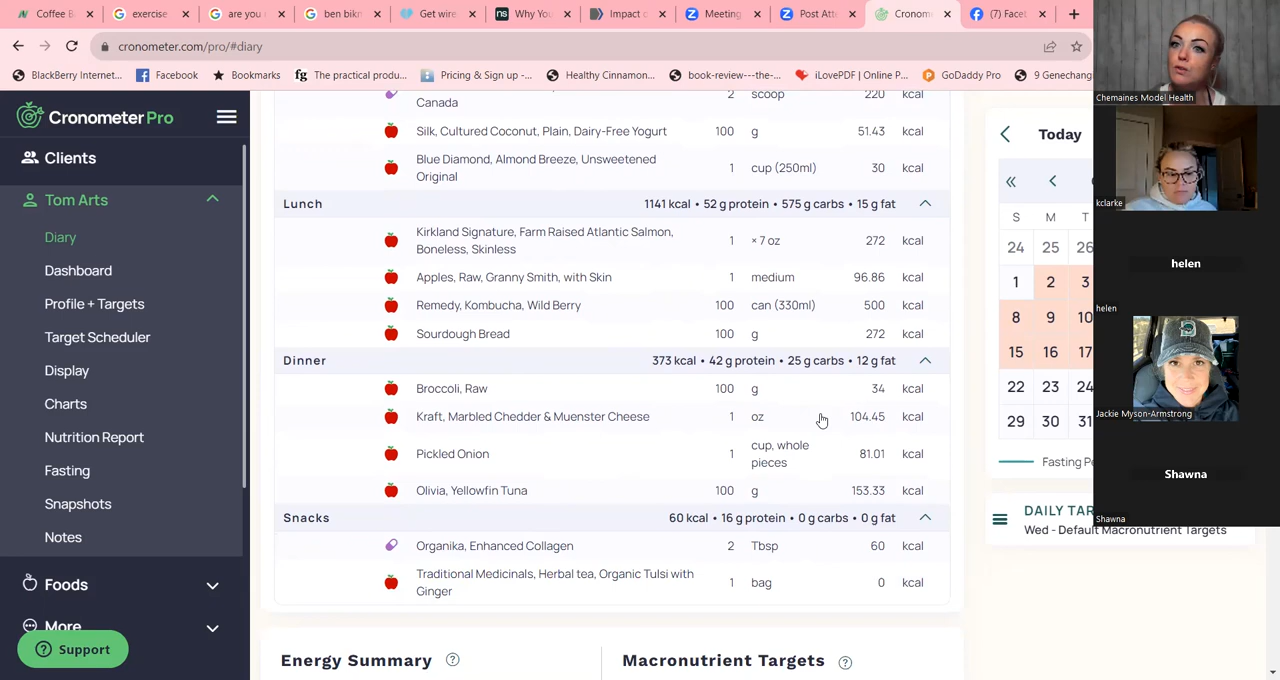 Coffee B
exercise
are you
ben bikm
Get wire
Why You
Impact o
Meeting
Post Atte
Cronom
(7) Face
cronometer.com/pro/#diary
BlackBerry Internet...
Facebook
Bookmarks
The practical produ...
Pricing & Sign up -...
Healthy Cinnamon...
book-review---the-...
iLovePDF | Online P...
GoDaddy Pro
9 Genechang
CronometerPro
Clients
Tom Arts
Diary
Dashboard
Profile + Targets
Target Scheduler
Display
Charts
Nutrition Report
Fasting
Snapshots
Notes
Foods
More
Support
Canada 2 scoop 220 kcal
Silk, Cultured Coconut, Plain, Dairy-Free Yogurt 100 g 51.43 kcal
Blue Diamond, Almond Breeze, Unsweetened
Original 1 cup (250ml) 30 kcal
Lunch 1141 kcal • 52 g protein • 575 g carbs • 15 g fat
Kirkland Signature, Farm Raised Atlantic Salmon,
Boneless, Skinless 1 × 7 oz 272 kcal
Apples, Raw, Granny Smith, with Skin 1 medium 96.86 kcal
Remedy, Kombucha, Wild Berry 100 can (330ml) 500 kcal
Sourdough Bread 100 g 272 kcal
Dinner 373 kcal • 42 g protein • 25 g carbs • 12 g fat
Broccoli, Raw 100 g 34 kcal
Kraft, Marbled Chedder & Muenster Cheese 1 oz 104.45 kcal
Pickled Onion 1 cup, whole
pieces 81.01 kcal
Olivia, Yellowfin Tuna 100 g 153.33 kcal
Snacks 60 kcal • 16 g protein • 0 g carbs • 0 g fat
Organika, Enhanced Collagen 2 Tbsp 60 kcal
Traditional Medicinals, Herbal tea, Organic Tulsi with
Ginger 1 bag 0 kcal
Energy Summary
Macronutrient Targets
Today
S M T
24 25 26
1 2 3
8 9 10
15 16 17
22 23 24
29 30 31
Fasting Pe
DAILY TAR
Wed - Default Macronutrient Targets
Chemaines Model Health
kclarke
helen
helen
Jackie Myson-Armstrong
Shawna
Shawna